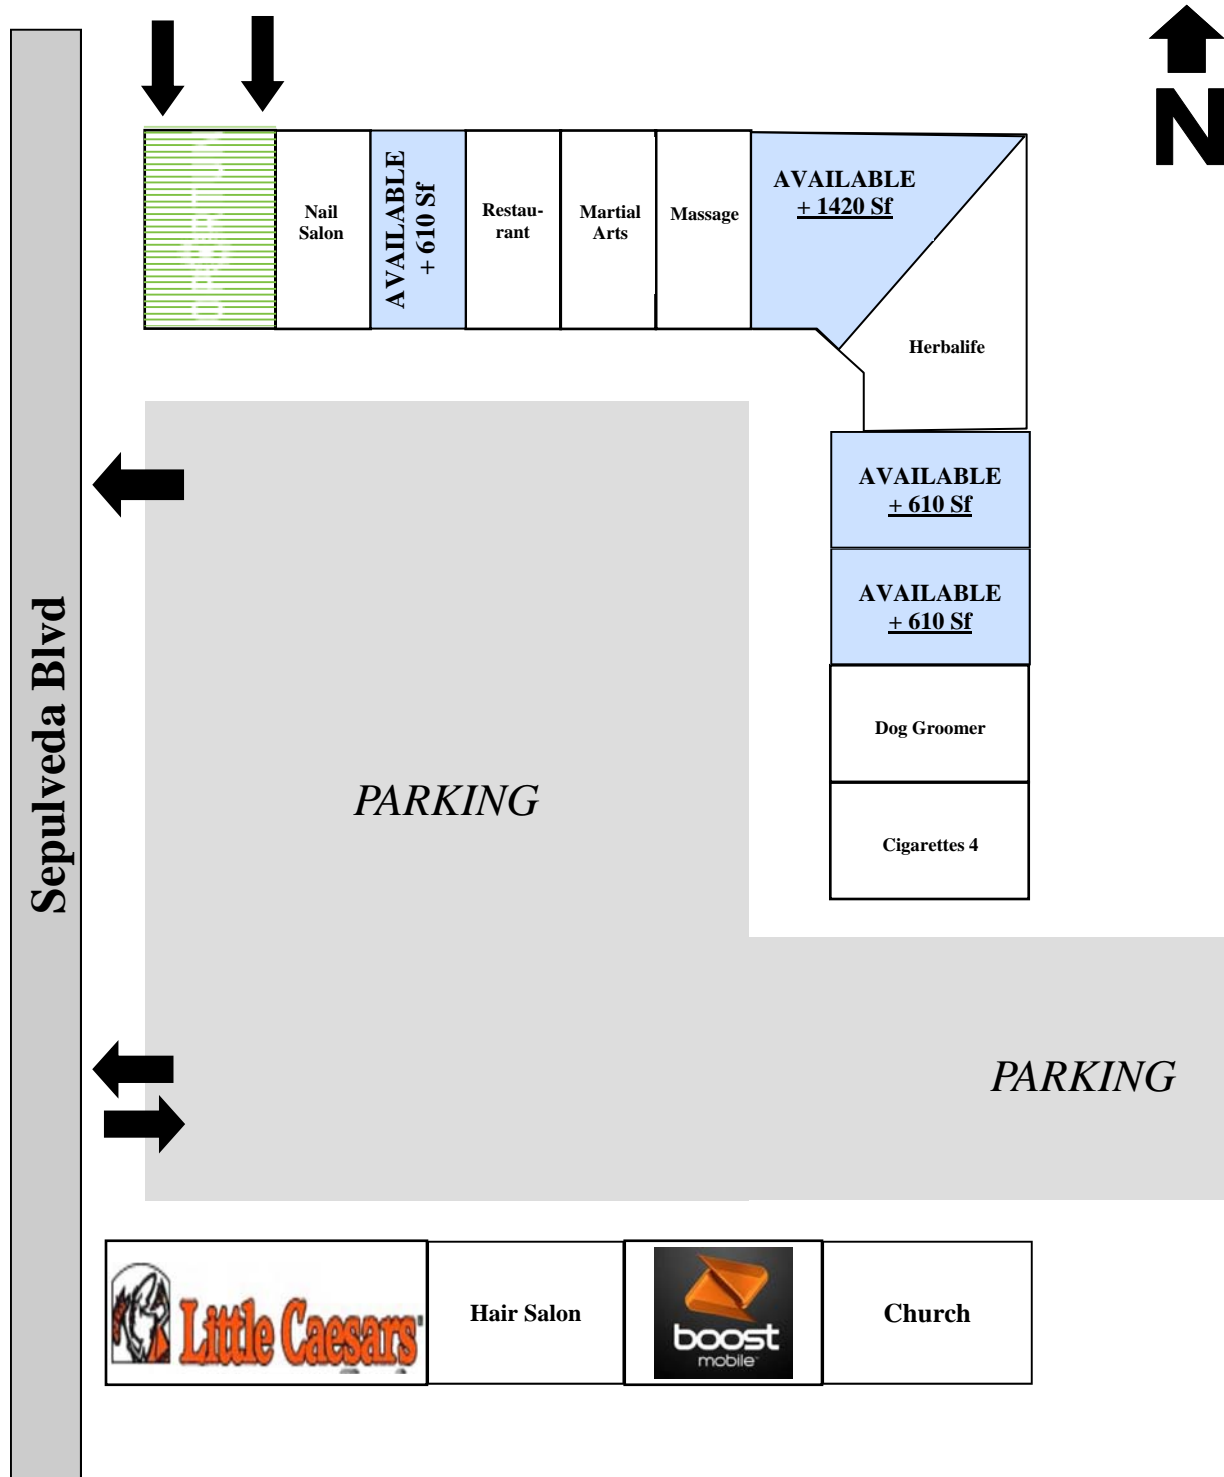 N
Nail
Salon
AVAILABLE
+ 610 Sf
Restau-
rant
Martial
Arts
Massage
AVAILABLE
+ 1420 Sf
Herbalife
AVAILABLE
+ 610 Sf
AVAILABLE
+ 610 Sf
Dog Groomer
Cigarettes 4
Sepulveda Blvd
PARKING
PARKING
Little Caesars
Hair Salon
boost
mobile
Church